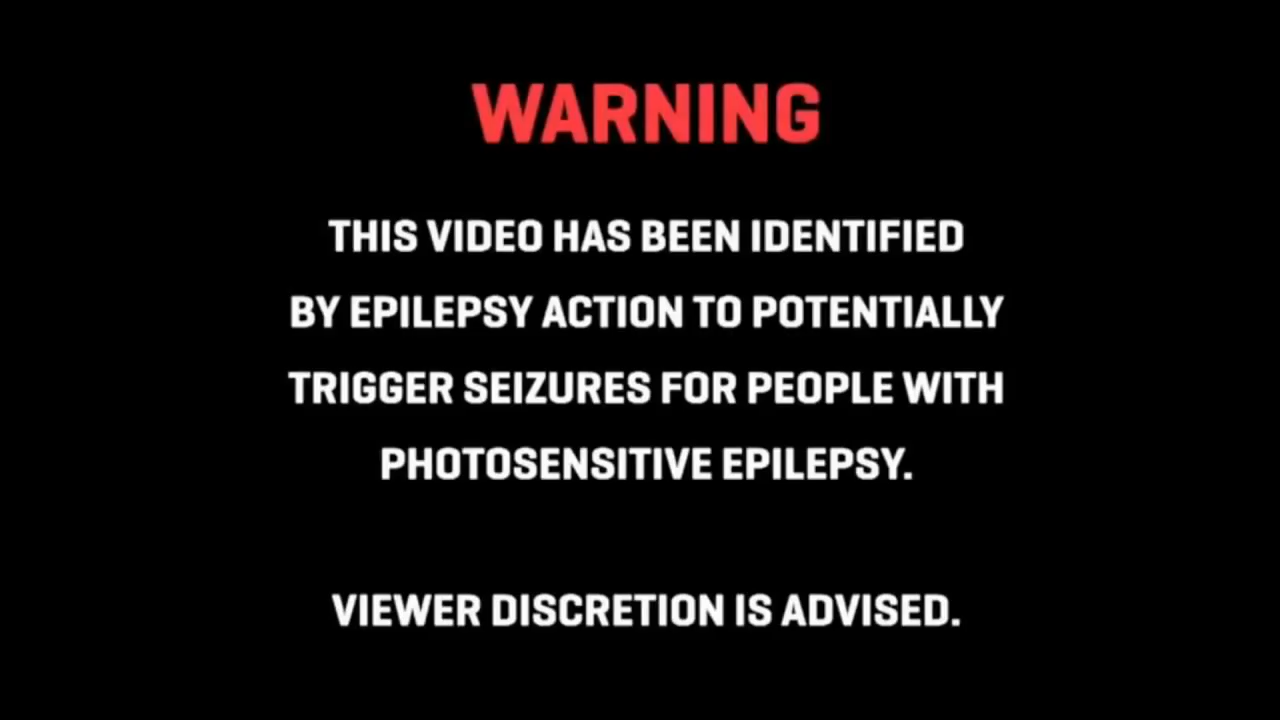 WARNING
THIS VIDEO HAS BEEN IDENTIFIED
BY EPILEPSY ACTION TO POTENTIALLY
TRIGGER SEIZURES FOR PEOPLE WITH
PHOTOSENSITIVE EPILEPSY.
VIEWER DISCRETION IS ADVISED.